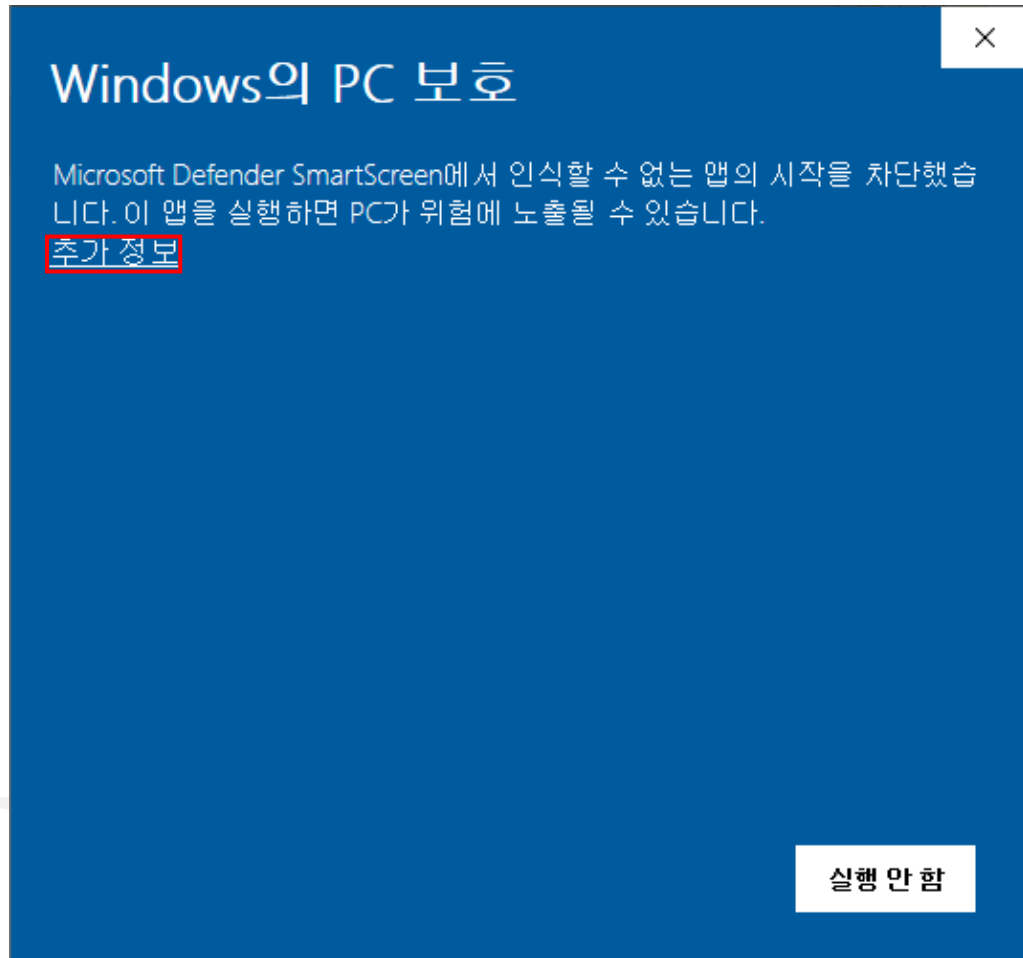 Windows의 PC 보호
Microsoft Defender SmartScreen에서 인식할 수 없는 앱의 시작을 차단했습
니다. 이 앱을 실행하면 PC가 위험에 노출될 수 있습니다.
추가 정보
실행 안 함